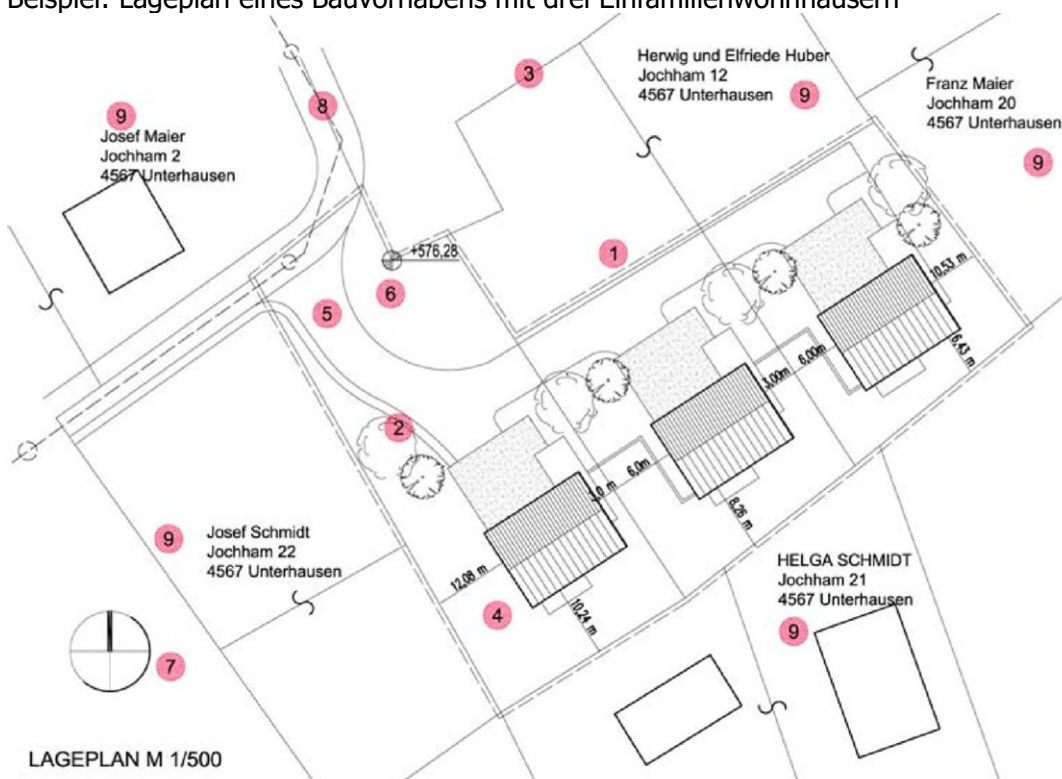 Beispiel: Lageplan eines Bauvorhabens mit drei Einfamilienwohnhäusern
3
Herwig und Elfriede Huber
Jochham 12
4567 Unterhausen
9
Franz Maier
Jochham 20
4567 Unterhausen
9
8
9
Josef Maier
Jochham 2
4567 Unterhausen
+576,28
1
6
5
10,53 m
6,43 m
3,00m
6,00m
2
3,0 m
6,0m
8,26 m
9
Josef Schmidt
Jochham 22
4567 Unterhausen
12,08 m
10,24 m
4
HELGA SCHMIDT
Jochham 21
4567 Unterhausen
9
7
LAGEPLAN M 1/500